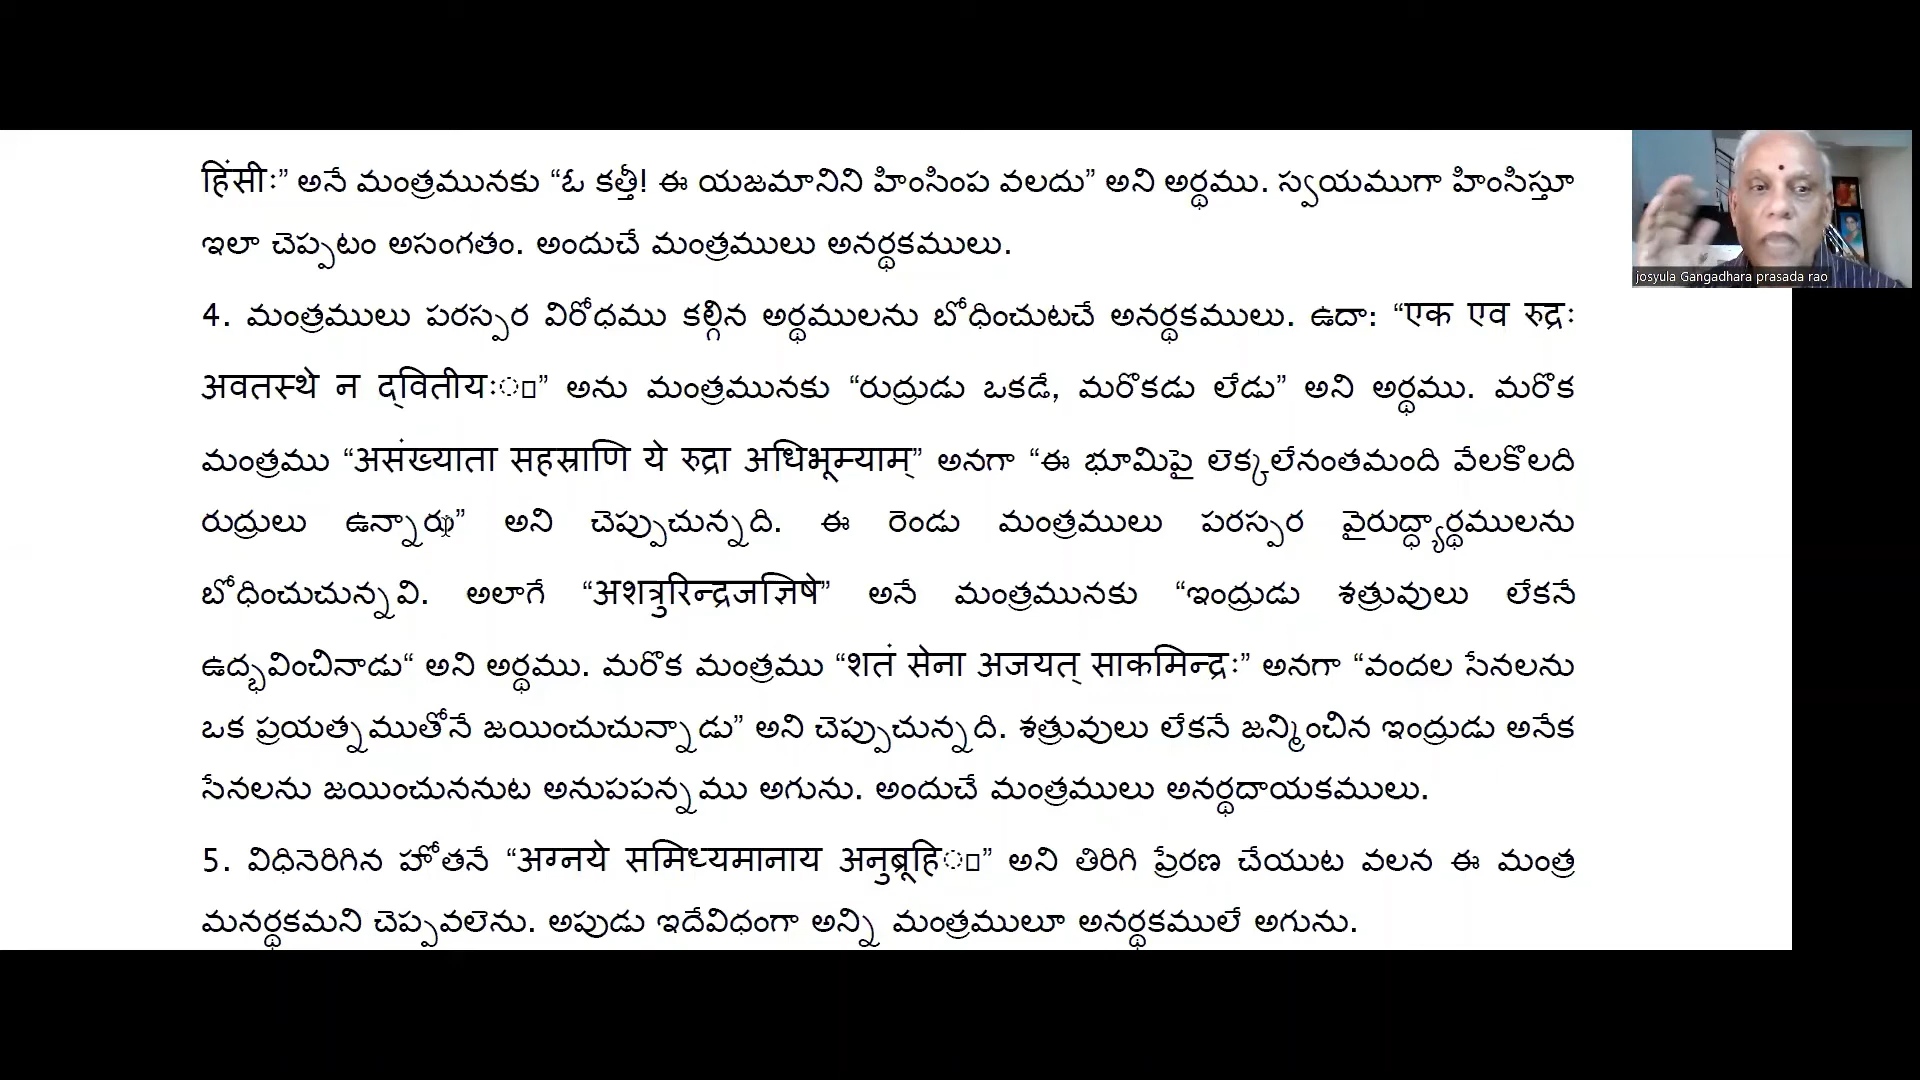 हिंसीः” అనే మంత్రమునకు “ఓ కత్తీ! ఈ యజమానిని హింసింప వలదు” అని అర్థము. స్వయముగా హింసిస్తూ
ఇలా చెప్పటం అసంగతం. అందుచే మంత్రములు అనర్థకములు.
4. మంత్రములు పరస్పర విరోధము కల్గిన అర్థములను బోధించుటచే అనర్థకములు. ఉదా: “एक एव रुद्रः
अवतस्थे न द्वितीयः” అను మంత్రమునకు “రుద్రుడు ఒకడే, మరొకడు లేడు” అని అర్థము. మరొక
మంత్రము “असंख्याता सहस्राणि ये रुद्रा अधिभूम्याम्” అనగా “ఈ భూమిపై లెక్కలేనంతమంది వేలకొలది
రుద్రులు ఉన్నారు” అని చెప్పుచున్నది. ఈ రెండు మంత్రములు పరస్పర వైరుద్ధ్యార్థములను
బోధించుచున్నవి. అలాగే “अशत्रुरिन्द्रजज्ञिषे” అనే మంత్రమునకు “ఇంద్రుడు శత్రువులు లేకనే
ఉద్భవించినాడు“ అని అర్థము. మరొక మంత్రము “शतं सेना अजयत् साकमिन्द्रः” అనగా “వందల సేనలను
ఒక ప్రయత్నముతోనే జయించుచున్నాడు” అని చెప్పుచున్నది. శత్రువులు లేకనే జన్మించిన ఇంద్రుడు అనేక
సేనలను జయించుననుట అనుపపన్నము అగును. అందుచే మంత్రములు అనర్థదాయకములు.
5. విధినెరిగిన హోతనే “अग्नये समिध्यमानाय अनुब्रूहि” అని తిరిగి ప్రేరణ చేయుట వలన ఈ మంత్ర
మనర్థకమని చెప్పవలెను. అపుడు ఇదేవిధంగా అన్ని మంత్రములూ అనర్థకములే అగును.
josyula Gangadhara prasada rao